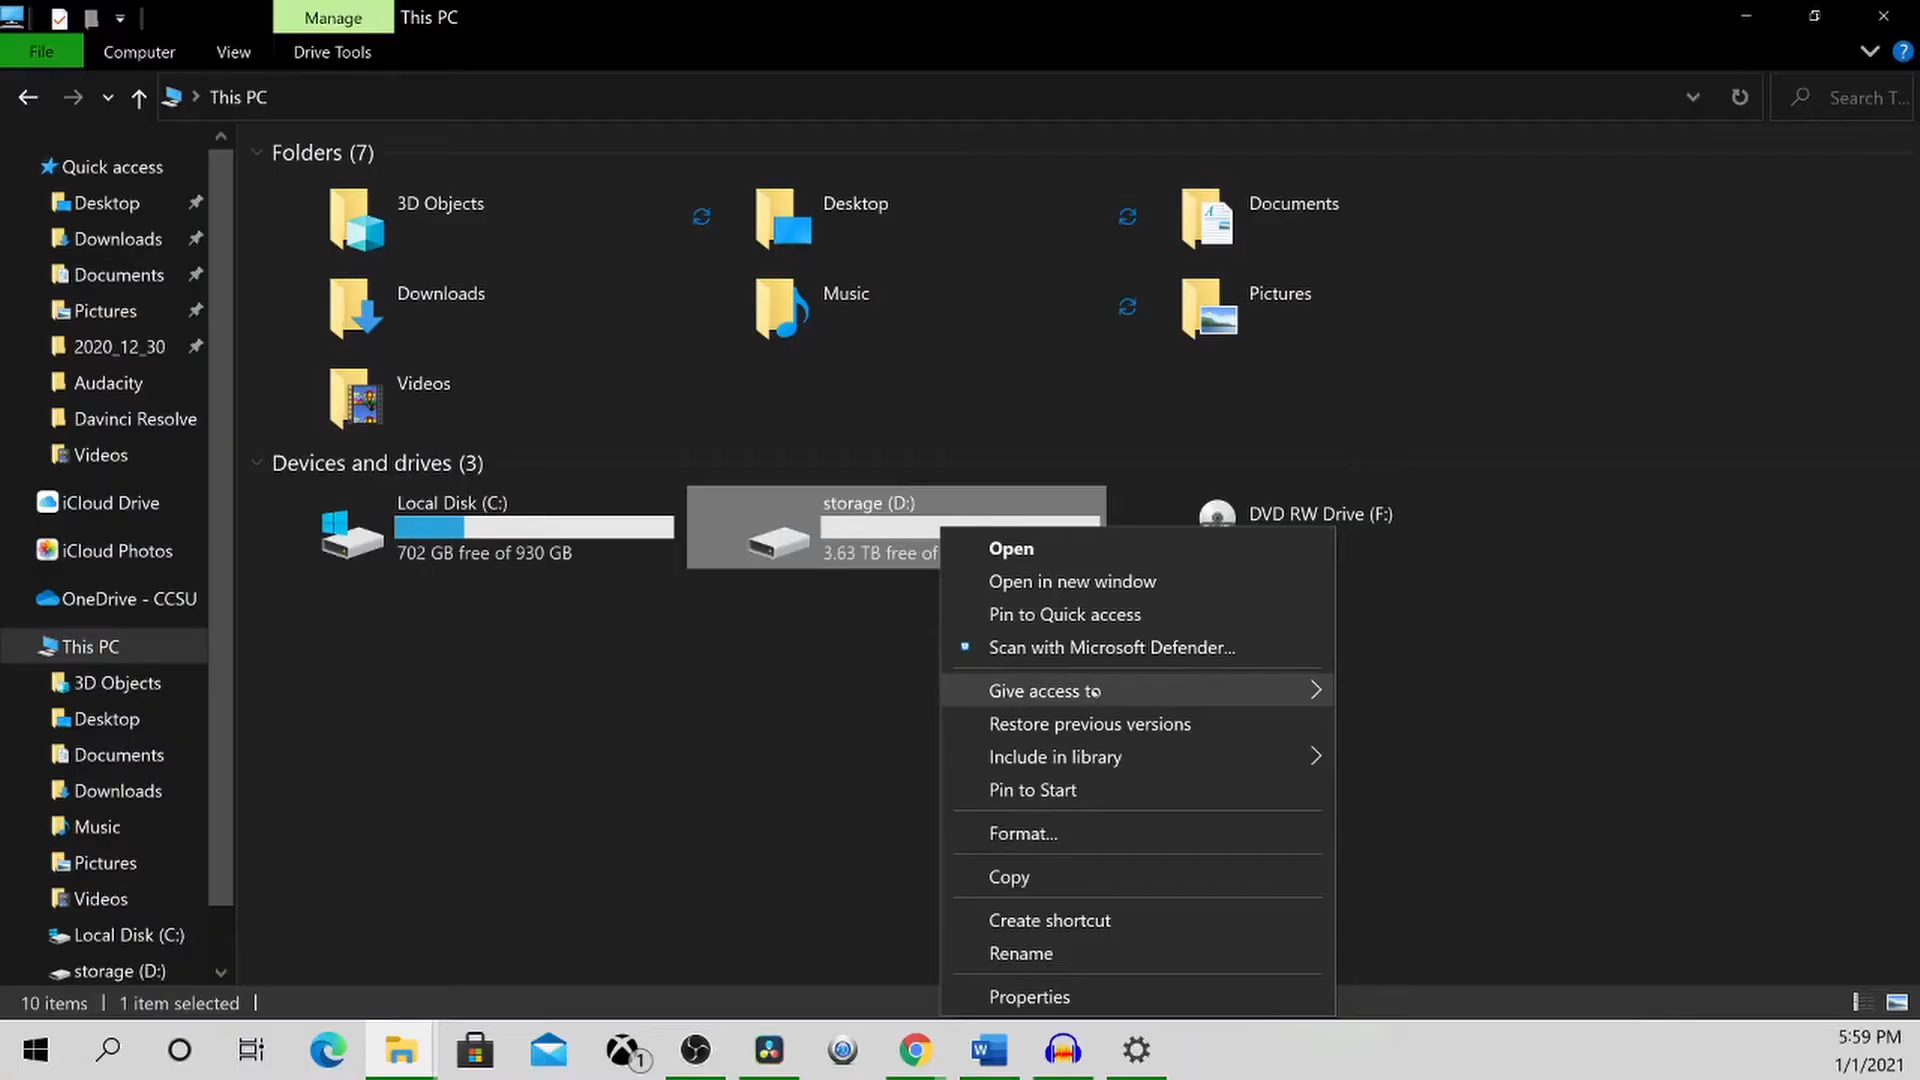 Manage
This PC
File
Computer
View
Drive Tools
?
This PC
Search T...
Quick access
Desktop
Downloads
Documents
Pictures
2020_12_30
Audacity
Davinci Resolve
Videos
iCloud Drive
iCloud Photos
OneDrive - CCSU
This PC
3D Objects
Desktop
Documents
Downloads
Music
Pictures
Videos
Local Disk (C:)
storage (D:)
Folders (7)
3D Objects
Desktop
Documents
Downloads
Music
Pictures
Videos
Devices and drives (3)
Local Disk (C:)
702 GB free of 930 GB
storage (D:)
3.63 TB free of
DVD RW Drive (F:)
Open
Open in new window
Pin to Quick access
Scan with Microsoft Defender...
Give access to
Restore previous versions
Include in library
Pin to Start
Format...
Copy
Create shortcut
Rename
Properties
10 items
1 item selected
1
W
5:59 PM
1/1/2021